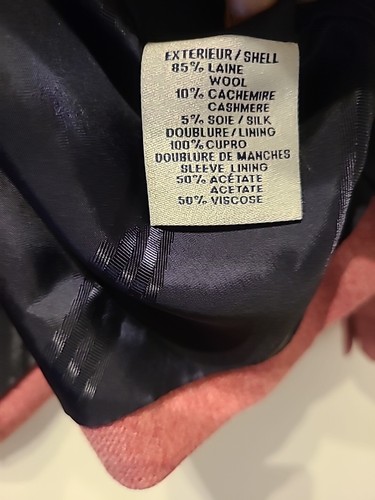 EXTERIEUR / SHELL
85% LAINE
WOOL
10% CACHEMIRE
CASHMERE
5% SOIE / SILK
DOUBLURE / LINING
100% CUPRO
DOUBLURE DE MANCHES
SLEEVE LINING
50% ACÉTATE
ACETATE
50% VISCOSE